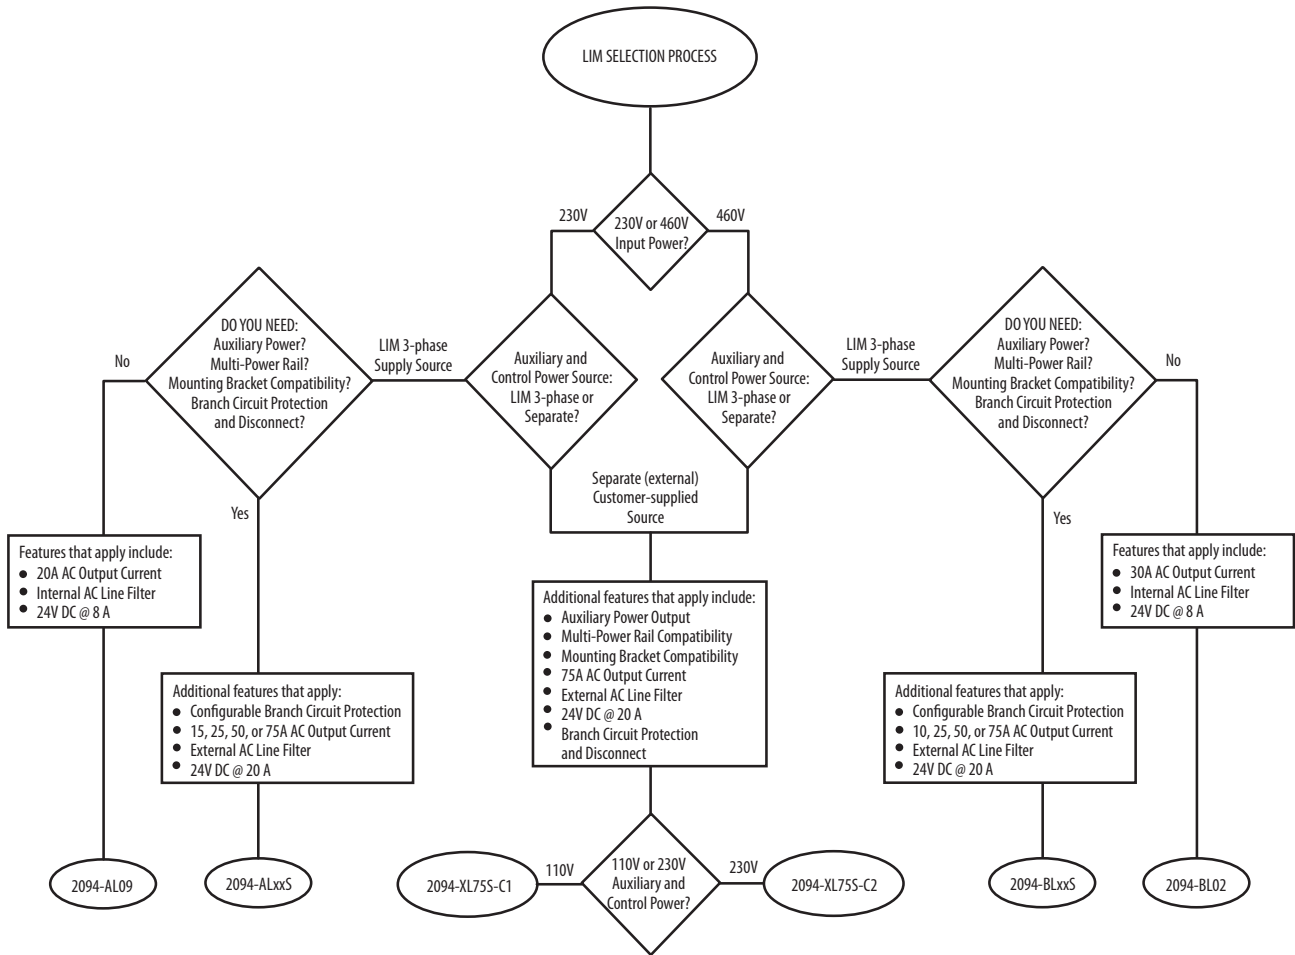 LIM SELECTION PROCESS
230V
230V or 460V
Input Power?
460V
No
DO YOU NEED:
Auxiliary Power?
Multi-Power Rail?
Mounting Bracket Compatibility?
Branch Circuit Protection
and Disconnect?
LIM 3-phase
Supply Source
Auxiliary and
Control Power Source:
LIM 3-phase or
Separate?
Auxiliary and
Control Power Source:
LIM 3-phase or
Separate?
LIM 3-phase
Supply Source
DO YOU NEED:
Auxiliary Power?
Multi-Power Rail?
Mounting Bracket Compatibility?
Branch Circuit Protection
and Disconnect?
No
Separate (external)
Customer-supplied
Source
Yes
Yes
Features that apply include:
● 20A AC Output Current
● Internal AC Line Filter
● 24V DC @ 8 A
Additional features that apply include:
● Auxiliary Power Output
● Multi-Power Rail Compatibility
● Mounting Bracket Compatibility
● 75A AC Output Current
● External AC Line Filter
● 24V DC @ 20 A
● Branch Circuit Protection
and Disconnect
Features that apply include:
● 30A AC Output Current
● Internal AC Line Filter
● 24V DC @ 8 A
Additional features that apply:
● Configurable Branch Circuit Protection
● 15, 25, 50, or 75A AC Output Current
● External AC Line Filter
● 24V DC @ 20 A
Additional features that apply:
● Configurable Branch Circuit Protection
● 10, 25, 50, or 75A AC Output Current
● External AC Line Filter
● 24V DC @ 20 A
2094-AL09
2094-ALxxS
2094-XL75S-C1
110V
110V or 230V
Auxiliary and
Control Power?
230V
2094-XL75S-C2
2094-BLxxS
2094-BL02